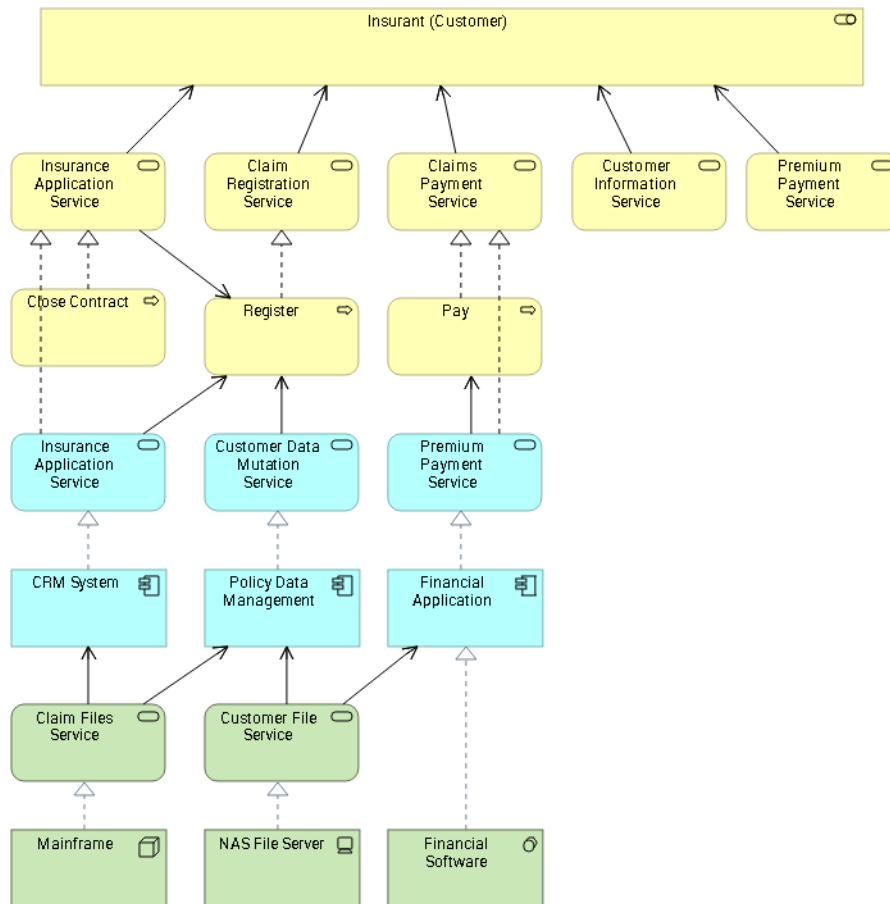 Insurant (Customer)
Insurance
Application
Service
Claim
Registration
Service
Claims
Payment
Service
Customer
Information
Service
Premium
Payment
Service
Close Contract
Register
Pay
Insurance
Application
Service
Customer Data
Mutation
Service
Premium
Payment
Service
CRM System
Policy Data
Management
Financial
Application
Claim Files
Service
Customer File
Service
Mainframe
NAS File Server
Financial
Software